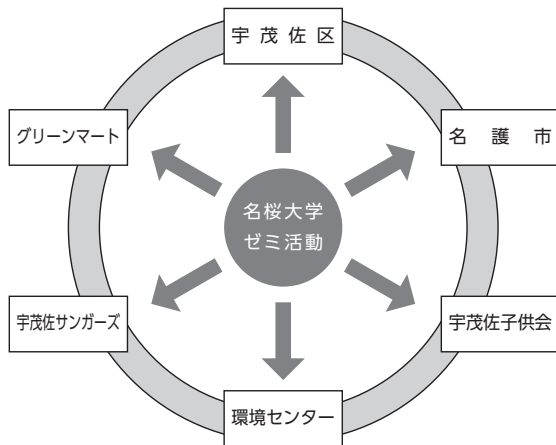 宇茂佐区
グリーンマート
名護市
名桜大学
ゼミ活動
宇茂佐サンガーズ
宇茂佐子供会
環境センター